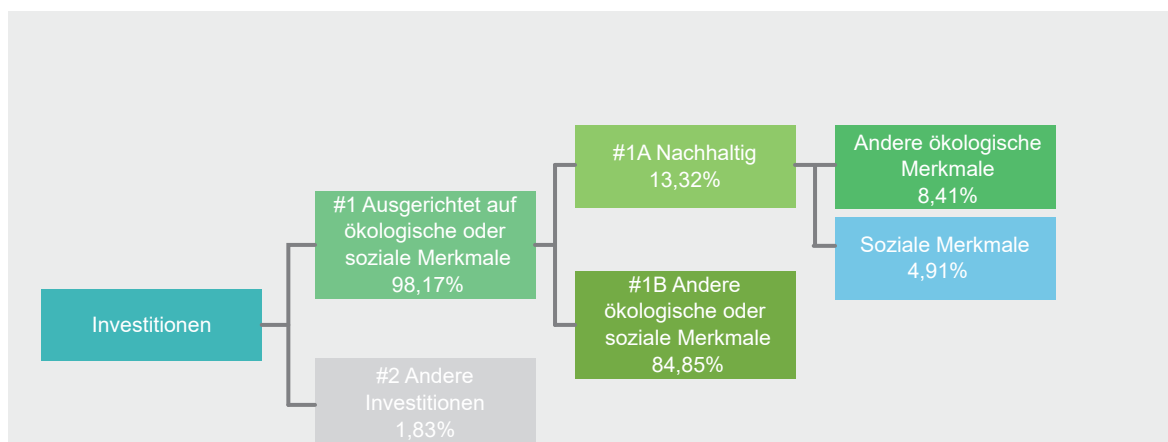 Investitionen
#1 Ausgerichtet auf
ökologische oder
soziale Merkmale
98,17%
#2 Andere
Investitionen
1,83%
#1A Nachhaltig
13,32%
#1B Andere
ökologische oder
soziale Merkmale
84,85%
Andere ökologische
Merkmale
8,41%
Soziale Merkmale
4,91%